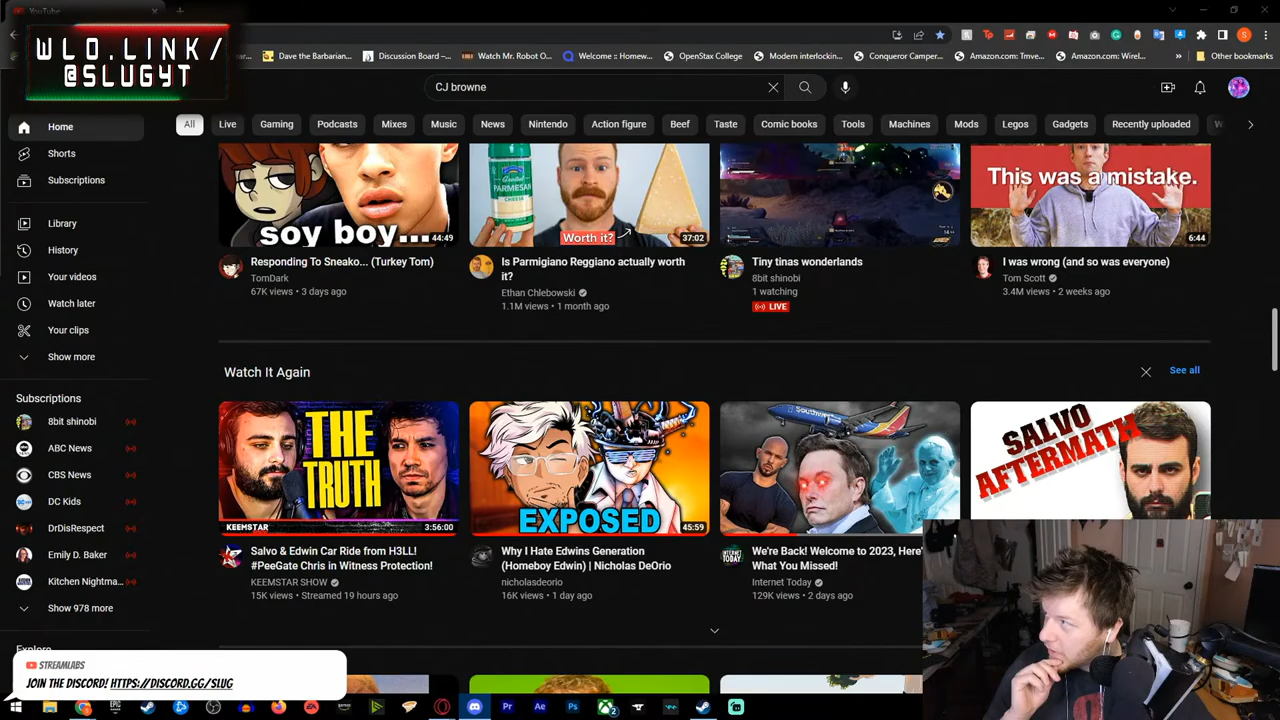 YouTube
WLO.LINK/
@SLUGYT
Dave the Barbarian...
Discussion Board –...
Watch Mr. Robot O...
Welcome :: Homew...
OpenStax College
Modern interlockin...
Conqueror Camper...
Amazon.com: Tmve...
Amazon.com: Wirel...
Other bookmarks
CJ browne
All
Live
Gaming
Podcasts
Mixes
Music
News
Nintendo
Action figure
Beef
Taste
Comic books
Tools
Machines
Mods
Legos
Gadgets
Recently uploaded
Home
Shorts
Subscriptions
Library
History
Your videos
Watch later
Your clips
Show more
Subscriptions
8bit shinobi
ABC News
CBS News
DC Kids
DrDisRespect
Emily D. Baker
Kitchen Nightma...
Show 978 more
Explore
soy boy...
44:49
Responding To Sneako... (Turkey Tom)
TomDark
67K views • 3 days ago
PARMESAN
CHEESE
Worth it?
37:02
Is Parmigiano Reggiano actually worth
it?
Ethan Chlebowski
1.1M views • 1 month ago
Tiny tinas wonderlands
8bit shinobi
1 watching
LIVE
This was a mistake.
6:44
I was wrong (and so was everyone)
Tom Scott
3.4M views • 2 weeks ago
Watch It Again
See all
THE
TRUTH
KEEMSTAR
3:56:00
Salvo & Edwin Car Ride from H3LL!
#PeeGate Chris in Witness Protection!
KEEMSTAR SHOW
15K views • Streamed 19 hours ago
EXPOSED
45:59
Why I Hate Edwins Generation
(Homeboy Edwin) | Nicholas DeOrio
nicholasdeorio
16K views • 1 day ago
Southwest
We're Back! Welcome to 2023, Here'
What You Missed!
Internet Today
129K views • 2 days ago
SALVO
AFTERMATH
STREAMLABS
JOIN THE DISCORD! HTTPS://DISCORD.GG/SLUG